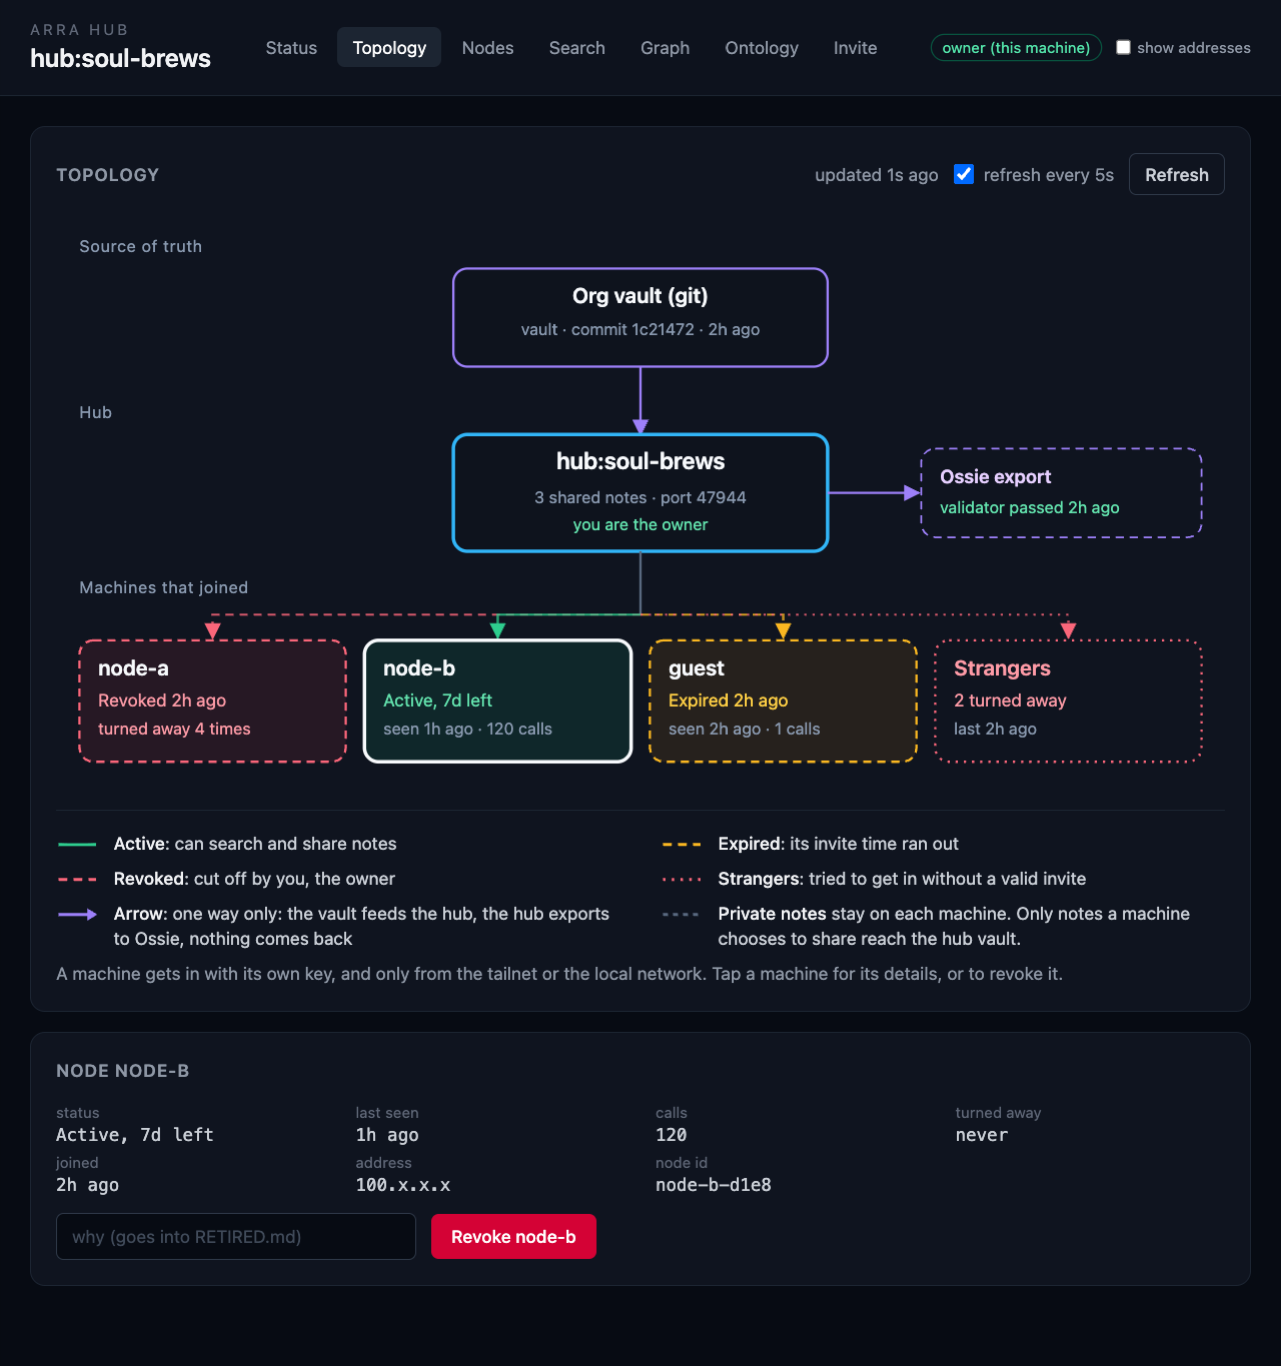 ARRA HUB
hub:soul-brews
Status
Topology
Nodes
Search
Graph
Ontology
Invite
owner (this machine)
show addresses
TOPOLOGY
updated 1s ago
refresh every 5s
Refresh
Source of truth
Org vault (git)
vault · commit 1c21472 · 2h ago
Hub
hub:soul-brews
3 shared notes · port 47944
you are the owner
Ossie export
validator passed 2h ago
Machines that joined
node-a
Revoked 2h ago
turned away 4 times
node-b
Active, 7d left
seen 1h ago · 120 calls
guest
Expired 2h ago
seen 2h ago · 1 calls
Strangers
2 turned away
last 2h ago
Active: can search and share notes
Expired: its invite time ran out
Revoked: cut off by you, the owner
Strangers: tried to get in without a valid invite
Arrow: one way only: the vault feeds the hub, the hub exports
to Ossie, nothing comes back
Private notes stay on each machine. Only notes a machine
chooses to share reach the hub vault.
A machine gets in with its own key, and only from the tailnet or the local network. Tap a machine for its details, or to revoke it.
NODE NODE-B
status
Active, 7d left
last seen
1h ago
calls
120
turned away
never
joined
2h ago
address
100.x.x.x
node id
node-b-d1e8
why (goes into RETIRED.md)
Revoke node-b